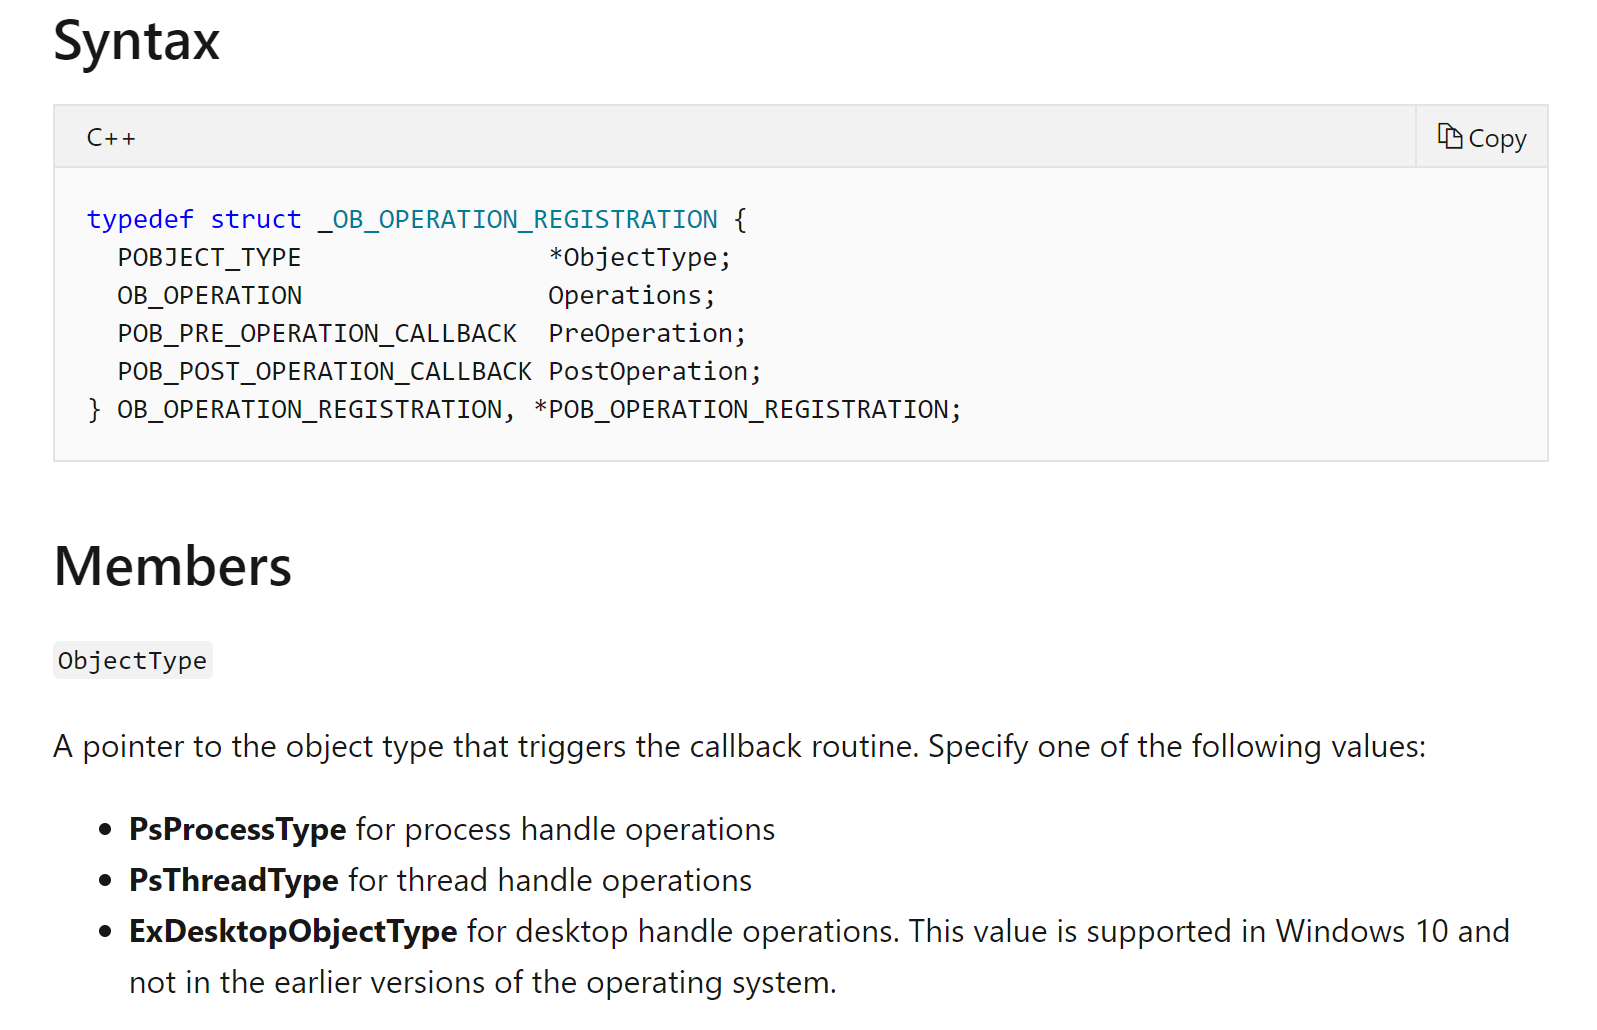 Syntax
C++
Copy
typedef struct _OB_OPERATION_REGISTRATION {
  POBJECT_TYPE                *ObjectType;
  OB_OPERATION                Operations;
  POB_PRE_OPERATION_CALLBACK  PreOperation;
  POB_POST_OPERATION_CALLBACK PostOperation;
} OB_OPERATION_REGISTRATION, *POB_OPERATION_REGISTRATION;
Members
ObjectType
A pointer to the object type that triggers the callback routine. Specify one of the following values:
• PsProcessType for process handle operations
• PsThreadType for thread handle operations
• ExDesktopObjectType for desktop handle operations. This value is supported in Windows 10 and
not in the earlier versions of the operating system.